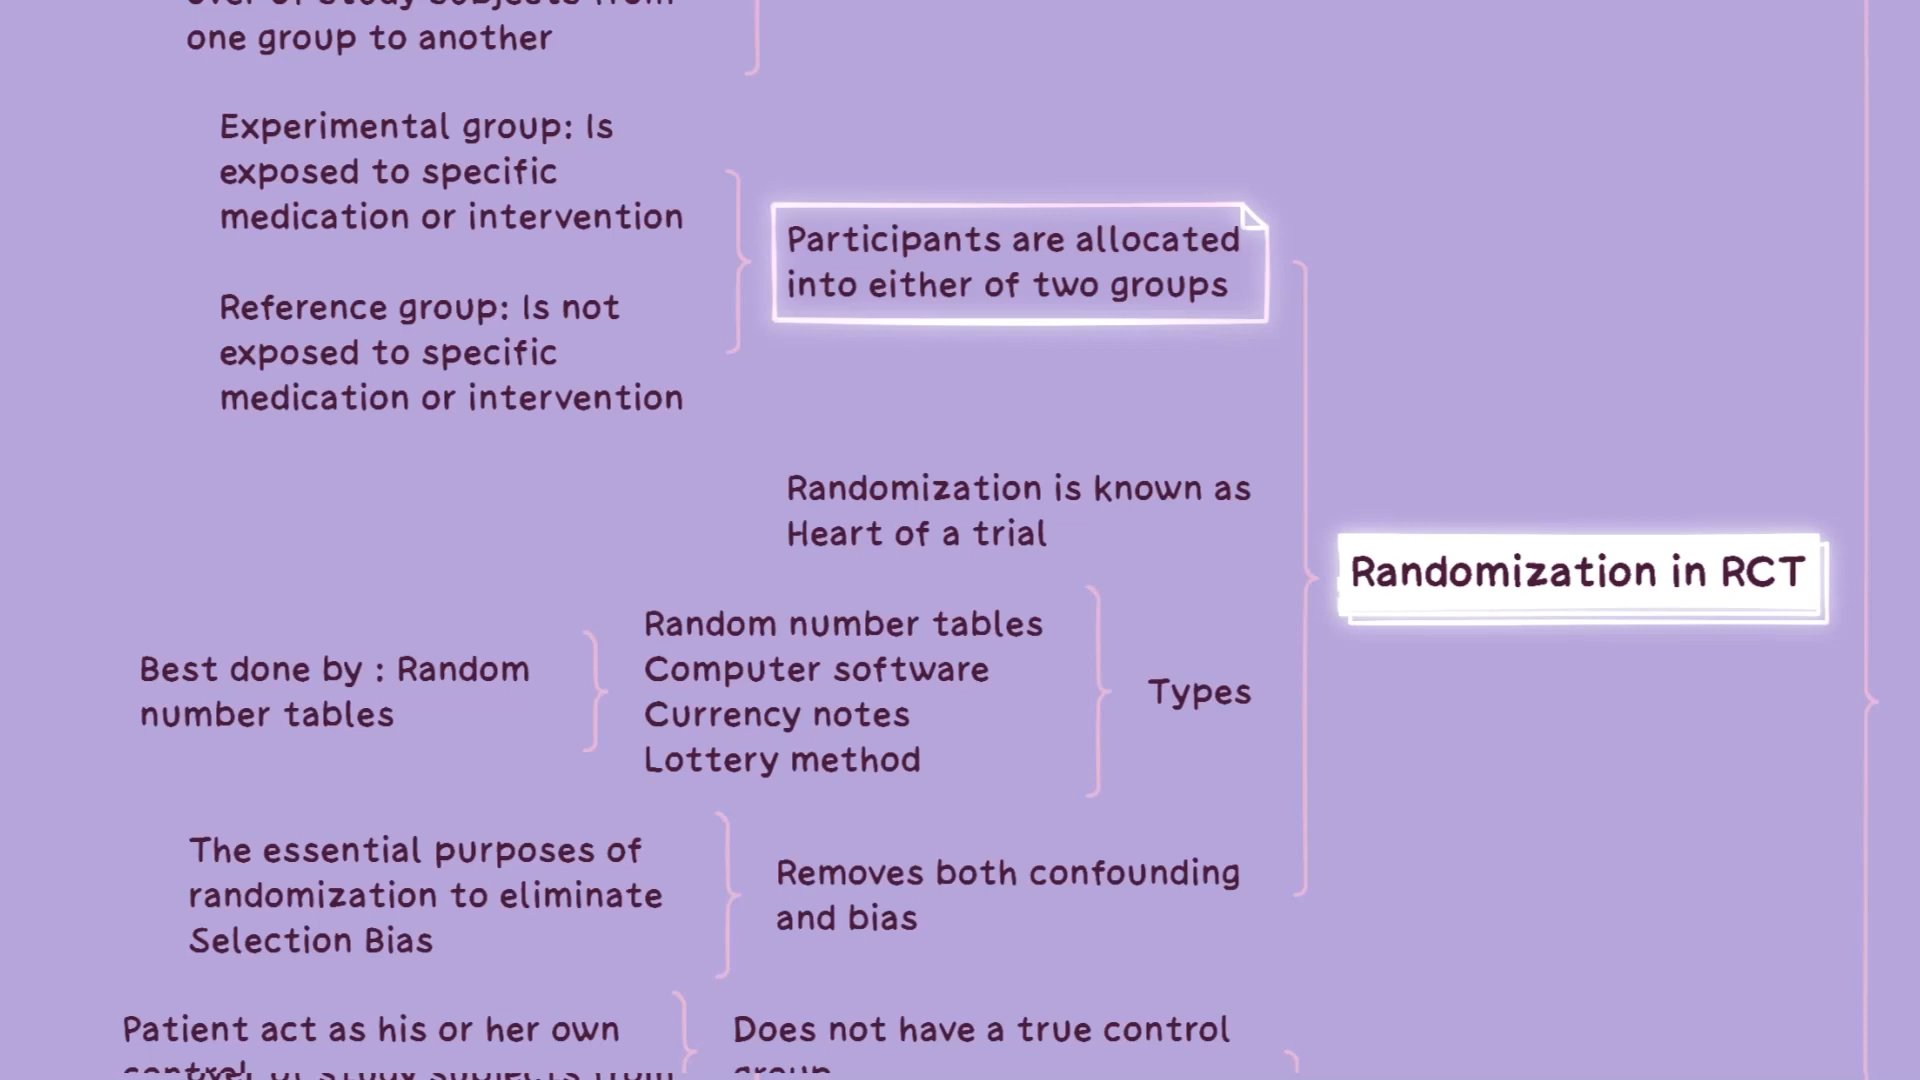 one group to another
Experimental group: Is
exposed to specific
medication or intervention
Reference group: Is not
exposed to specific
medication or intervention
Participants are allocated
into either of two groups
Randomization is known as
Heart of a trial
Randomization in RCT
Types
Random number tables
Computer software
Currency notes
Lottery method
Best done by : Random
number tables
Removes both confounding
and bias
The essential purposes of
randomization to eliminate
Selection Bias
Does not have a true control
Patient act as his or her own